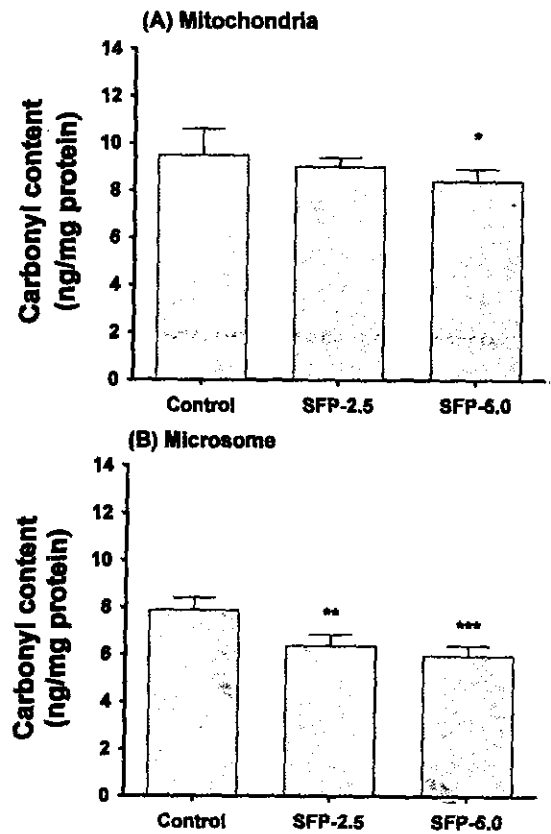 (A) Mitochondria
Carbonyl content
(ng/mg protein)
14
12
10
8
6
4
2
0
*
Control SFP-2.5 SFP-5.0
(B) Microsome
Carbonyl content
(ng/mg protein)
14
12
10
8
6
4
2
0
** ***
Control SFP-2.5 SFP-5.0